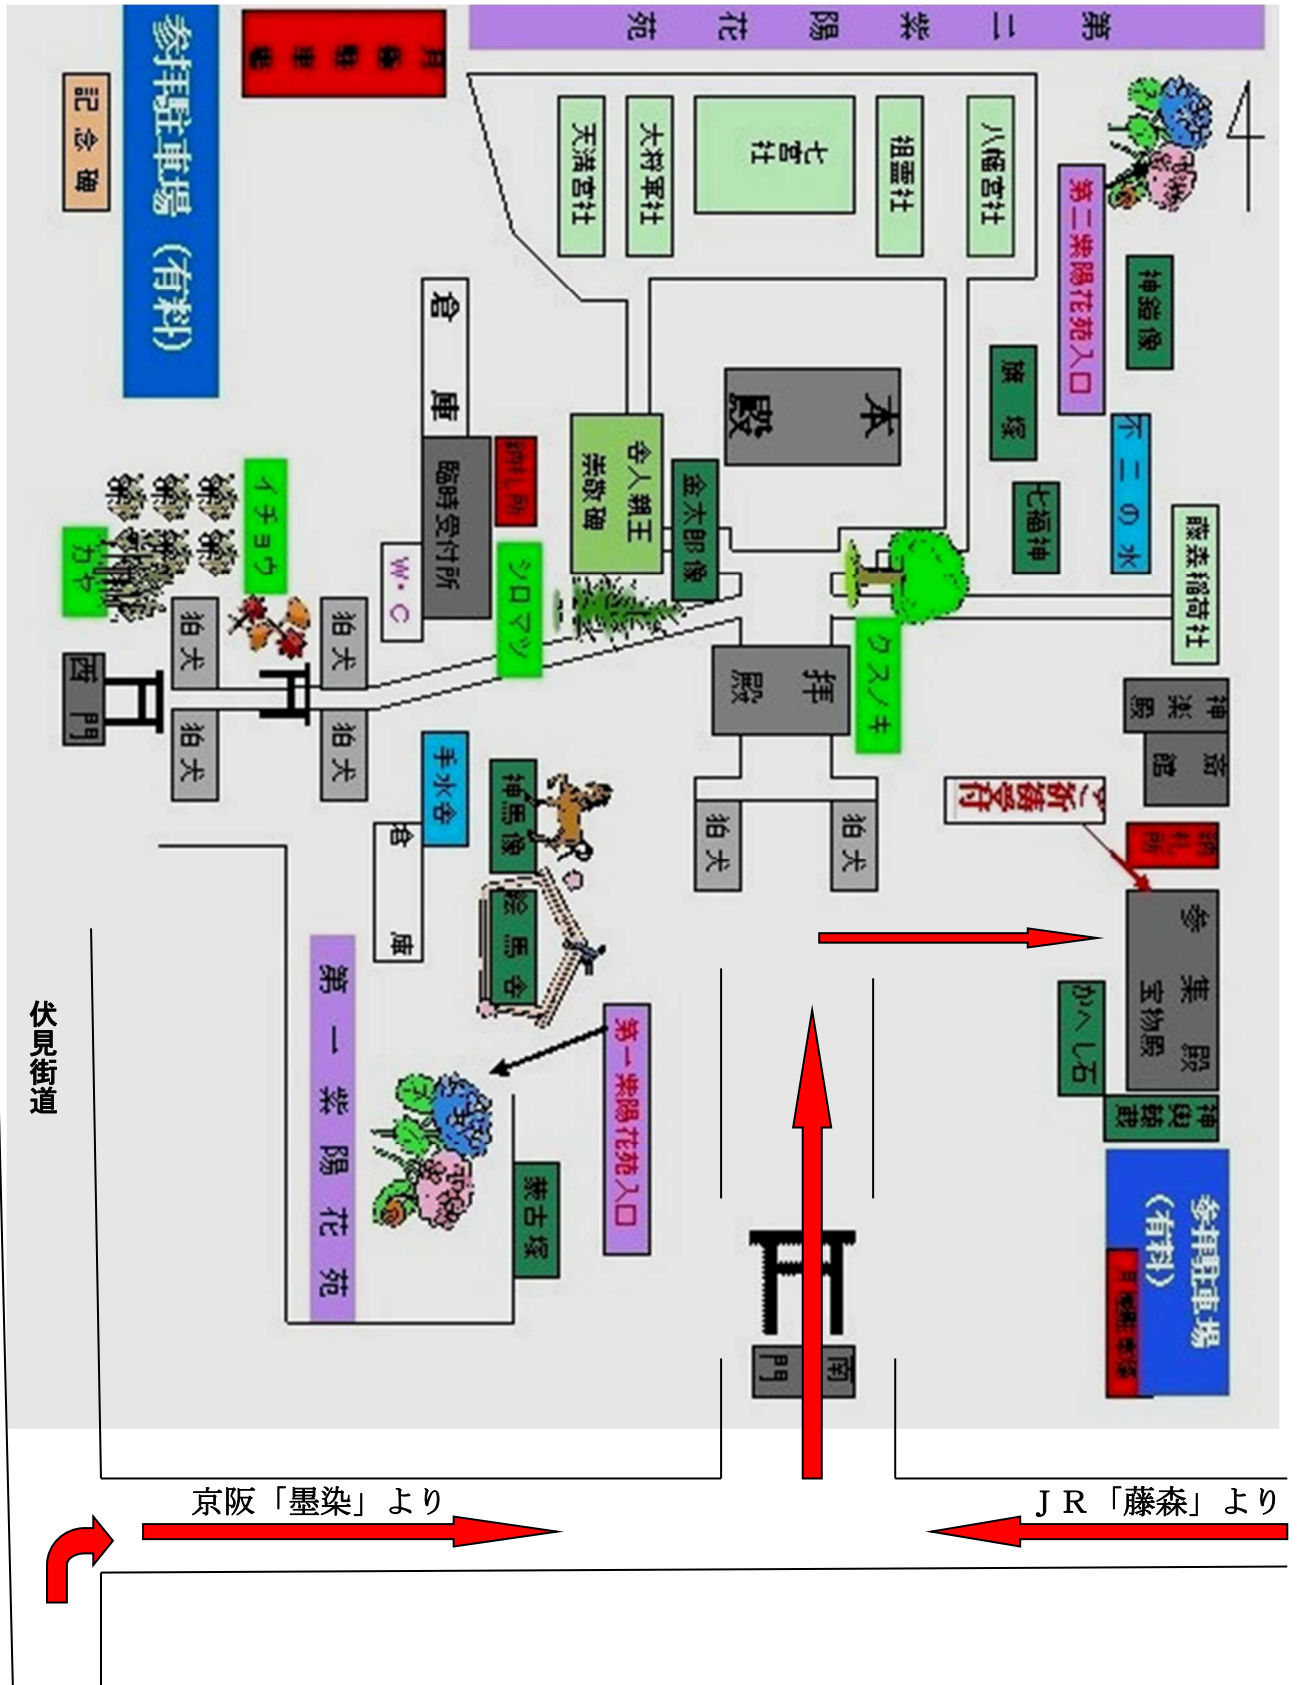 第二紫陽花苑
参拝駐車場（有料）
記念碑
天満宮社
大将軍社
七宮社
祖霊社
八幡宮社
第二紫陽花苑入口
神鎧像
倉庫
本殿
旗塚
不二の水
七福神
藤森稲荷社
舎人親王
崇敬碑
金太郎像
納札所
臨時受付所
W・C
シロマツ
イチョウ
カヤ
クスノキ
狛犬
狛犬
狛犬
狛犬
西門
拝殿
神楽殿
斎館
手水舎
神馬像
倉庫
絵馬舎
狛犬
狛犬
ご祈祷受付
納札所
参集殿
宝物殿
かへし石
神輿庫
第一紫陽花苑
第一紫陽花苑入口
蒙古塚
参拝駐車場
（有料）
南門
伏見街道
京阪「墨染」より
ＪＲ「藤森」より